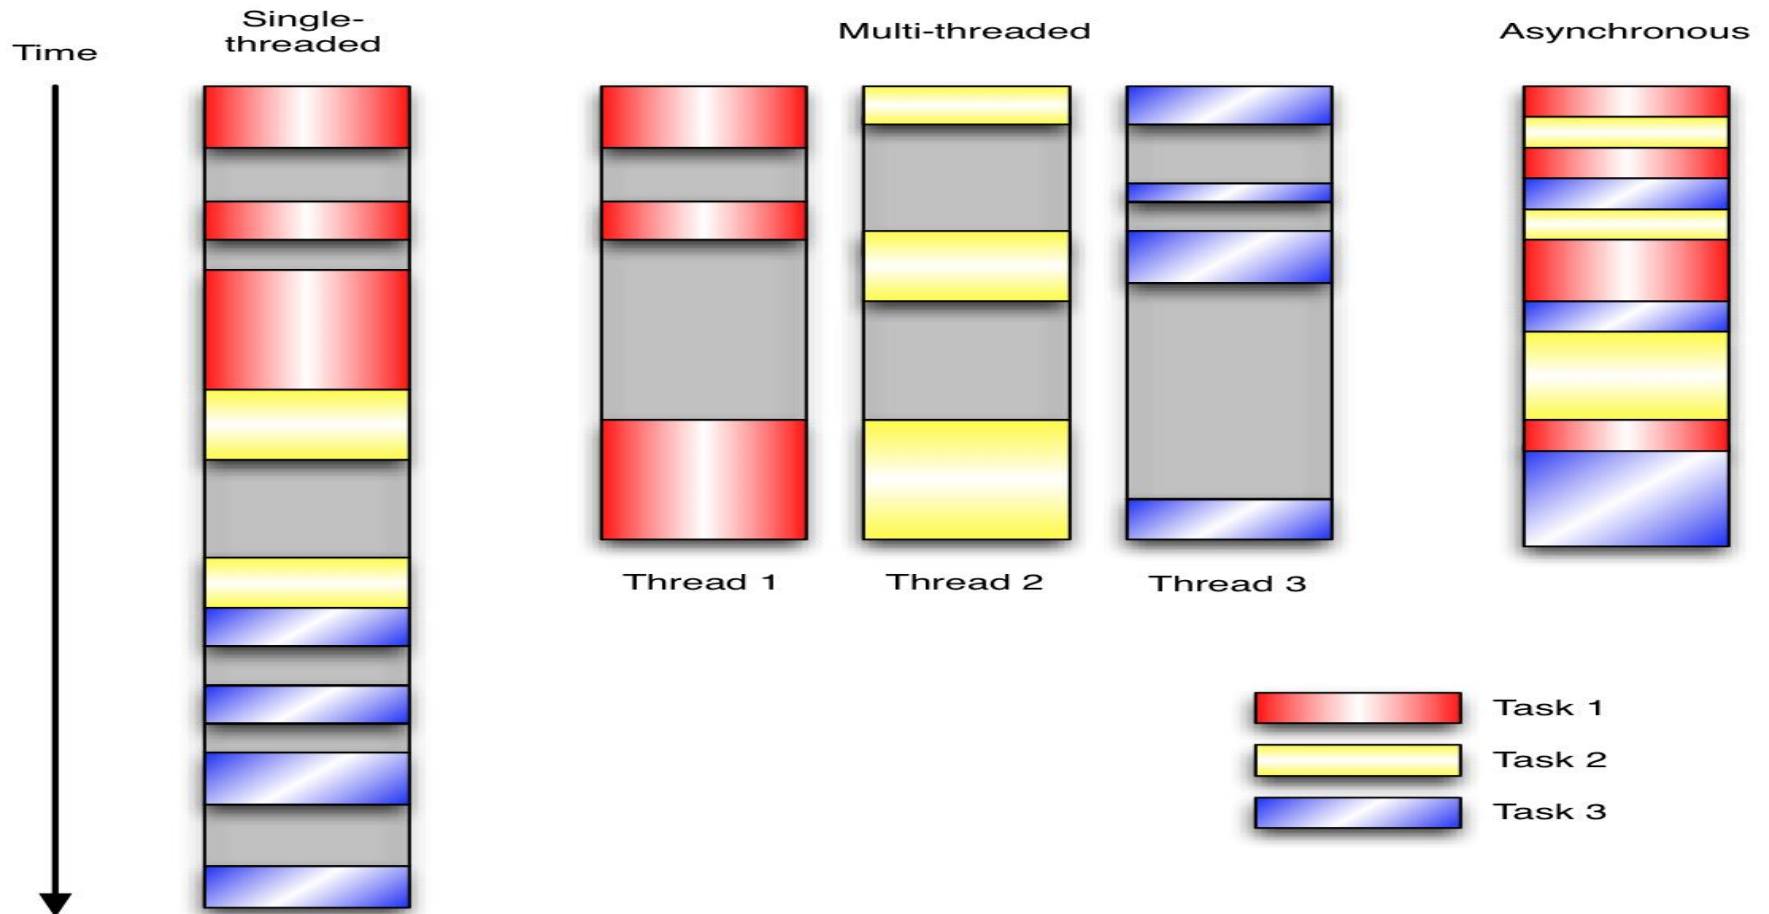 Time
Single-
threaded
Multi-threaded
Asynchronous
Thread 1
Thread 2
Thread 3
Task 1
Task 2
Task 3